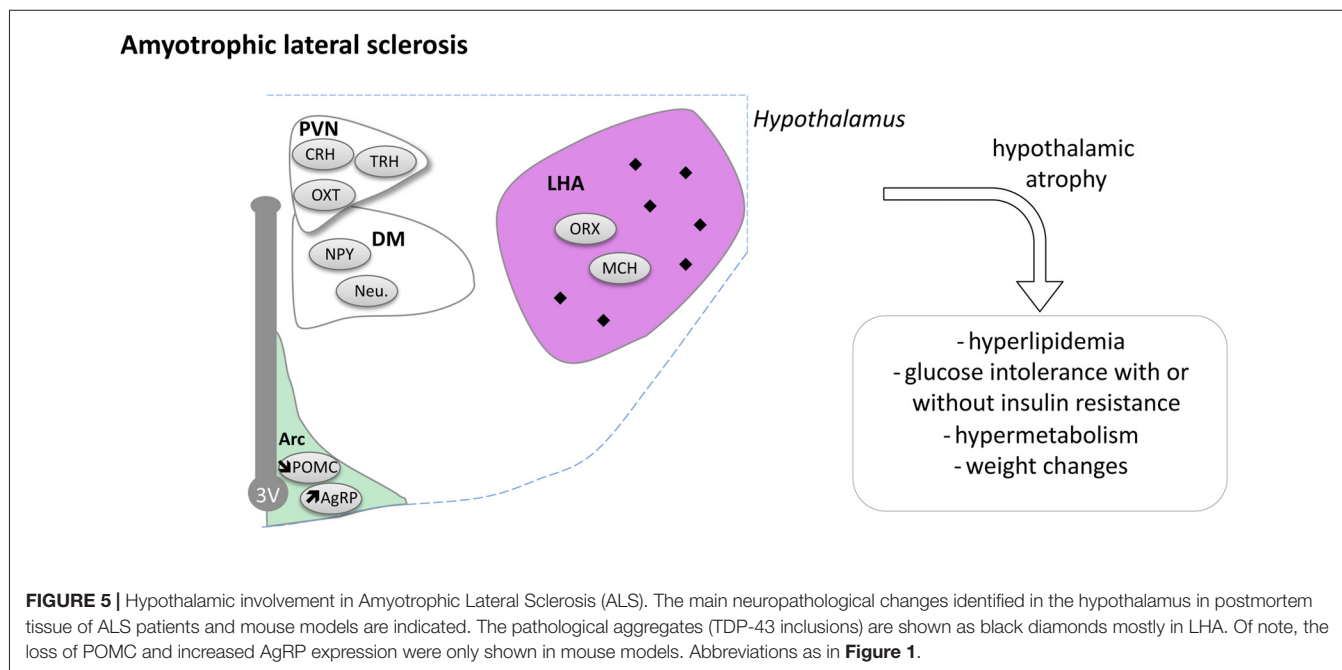 Amyotrophic lateral sclerosis
PVN
CRH
TRH
OXT
DM
NPY
Neu.
LHA
ORX
MCH
Hypothalamus
hypothalamic
atrophy
Arc
POMC
AgRP
3V
- hyperlipidemia
- glucose intolerance with or
without insulin resistance
- hypermetabolism
- weight changes
FIGURE 5 | Hypothalamic involvement in Amyotrophic Lateral Sclerosis (ALS). The main neuropathological changes identified in the hypothalamus in postmortem
tissue of ALS patients and mouse models are indicated. The pathological aggregates (TDP-43 inclusions) are shown as black diamonds mostly in LHA. Of note, the
loss of POMC and increased AgRP expression were only shown in mouse models. Abbreviations as in Figure 1.